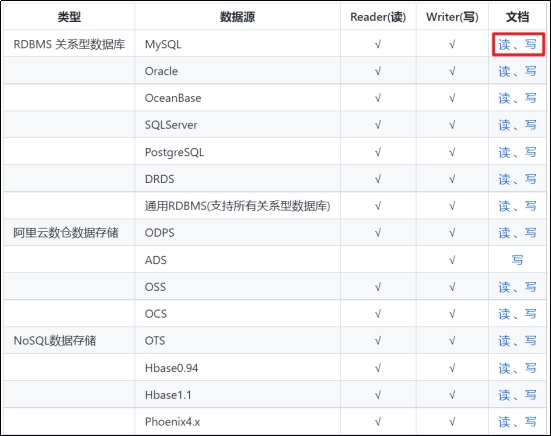 类型 数据源 Reader(读) Writer(写) 文档
RDBMS 关系型数据库 MySQL √ √ 读 、写
Oracle √ √ 读 、写
OceanBase √ √ 读 、写
SQLServer √ √ 读 、写
PostgreSQL √ √ 读 、写
DRDS √ √ 读 、写
通用RDBMS(支持所有关系型数据库) √ √ 读 、写
阿里云数仓数据存储 ODPS √ √ 读 、写
ADS √ 写
OSS √ √ 读 、写
OCS √ √ 读 、写
NoSQL数据存储 OTS √ √ 读 、写
Hbase0.94 √ √ 读 、写
Hbase1.1 √ √ 读 、写
Phoenix4.x √ √ 读 、写